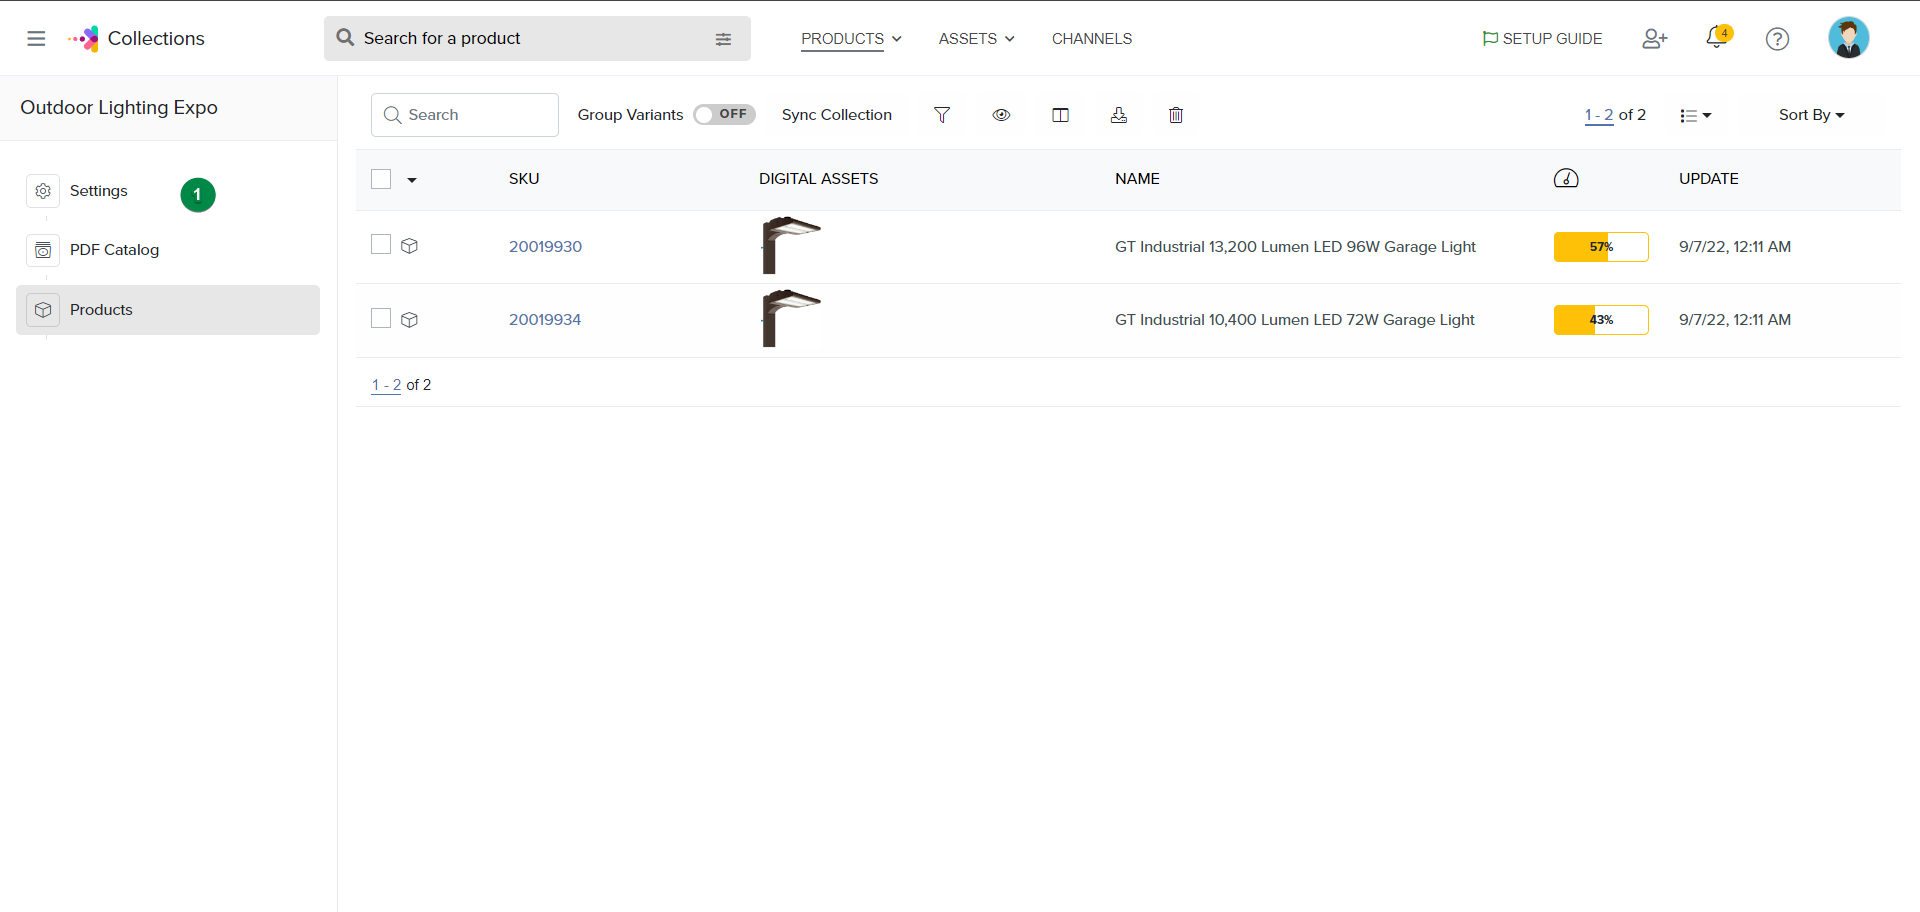 Collections
Search for a product
PRODUCTS
ASSETS
CHANNELS
SETUP GUIDE
4
Outdoor Lighting Expo
Settings
1
PDF Catalog
Products
Search
Group Variants
OFF
Sync Collection
1 - 2 of 2
Sort By
SKU
DIGITAL ASSETS
NAME
UPDATE
20019930
GT Industrial 13,200 Lumen LED 96W Garage Light
57%
9/7/22, 12:11 AM
20019934
GT Industrial 10,400 Lumen LED 72W Garage Light
43%
9/7/22, 12:11 AM
1 - 2 of 2